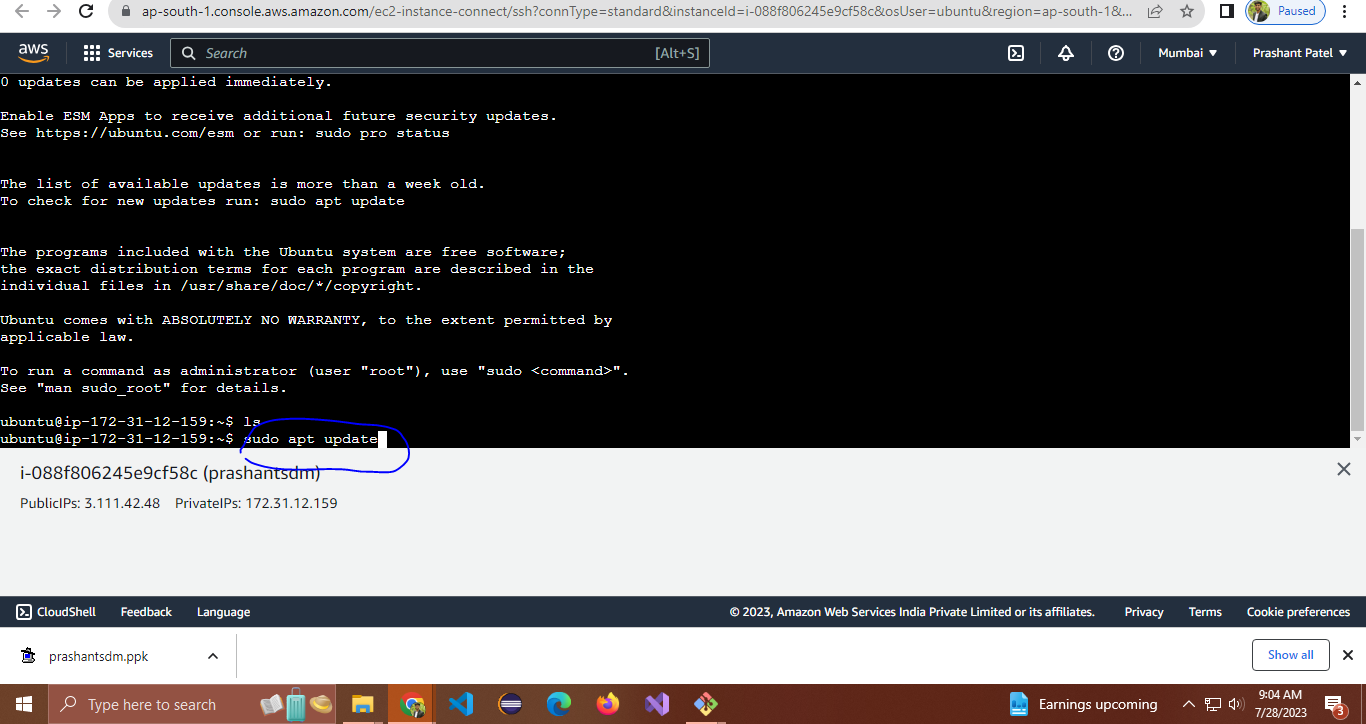 ap-south-1.console.aws.amazon.com/ec2-instance-connect/ssh?connType=standard&instanceId=i-088f806245e9cf58c&osUser=ubuntu&region=ap-south-1&...
Paused
aws
Services
Search
[Alt+S]
Mumbai
Prashant Patel
0 updates can be applied immediately.
Enable ESM Apps to receive additional future security updates.
See https://ubuntu.com/esm or run: sudo pro status
The list of available updates is more than a week old.
To check for new updates run: sudo apt update
The programs included with the Ubuntu system are free software;
the exact distribution terms for each program are described in the
individual files in /usr/share/doc/*/copyright.
Ubuntu comes with ABSOLUTELY NO WARRANTY, to the extent permitted by
applicable law.
To run a command as administrator (user "root"), use "sudo <command>".
See "man sudo_root" for details.
ubuntu@ip-172-31-12-159:~$ ls
ubuntu@ip-172-31-12-159:~$ sudo apt update
i-088f806245e9cf58c (prashantsdm)
PublicIPs: 3.111.42.48 PrivateIPs: 172.31.12.159
CloudShell Feedback Language
© 2023, Amazon Web Services India Private Limited or its affiliates. Privacy Terms Cookie preferences
prashantsdm.ppk
Show all
Type here to search
Earnings upcoming
9:04 AM
7/28/2023
3